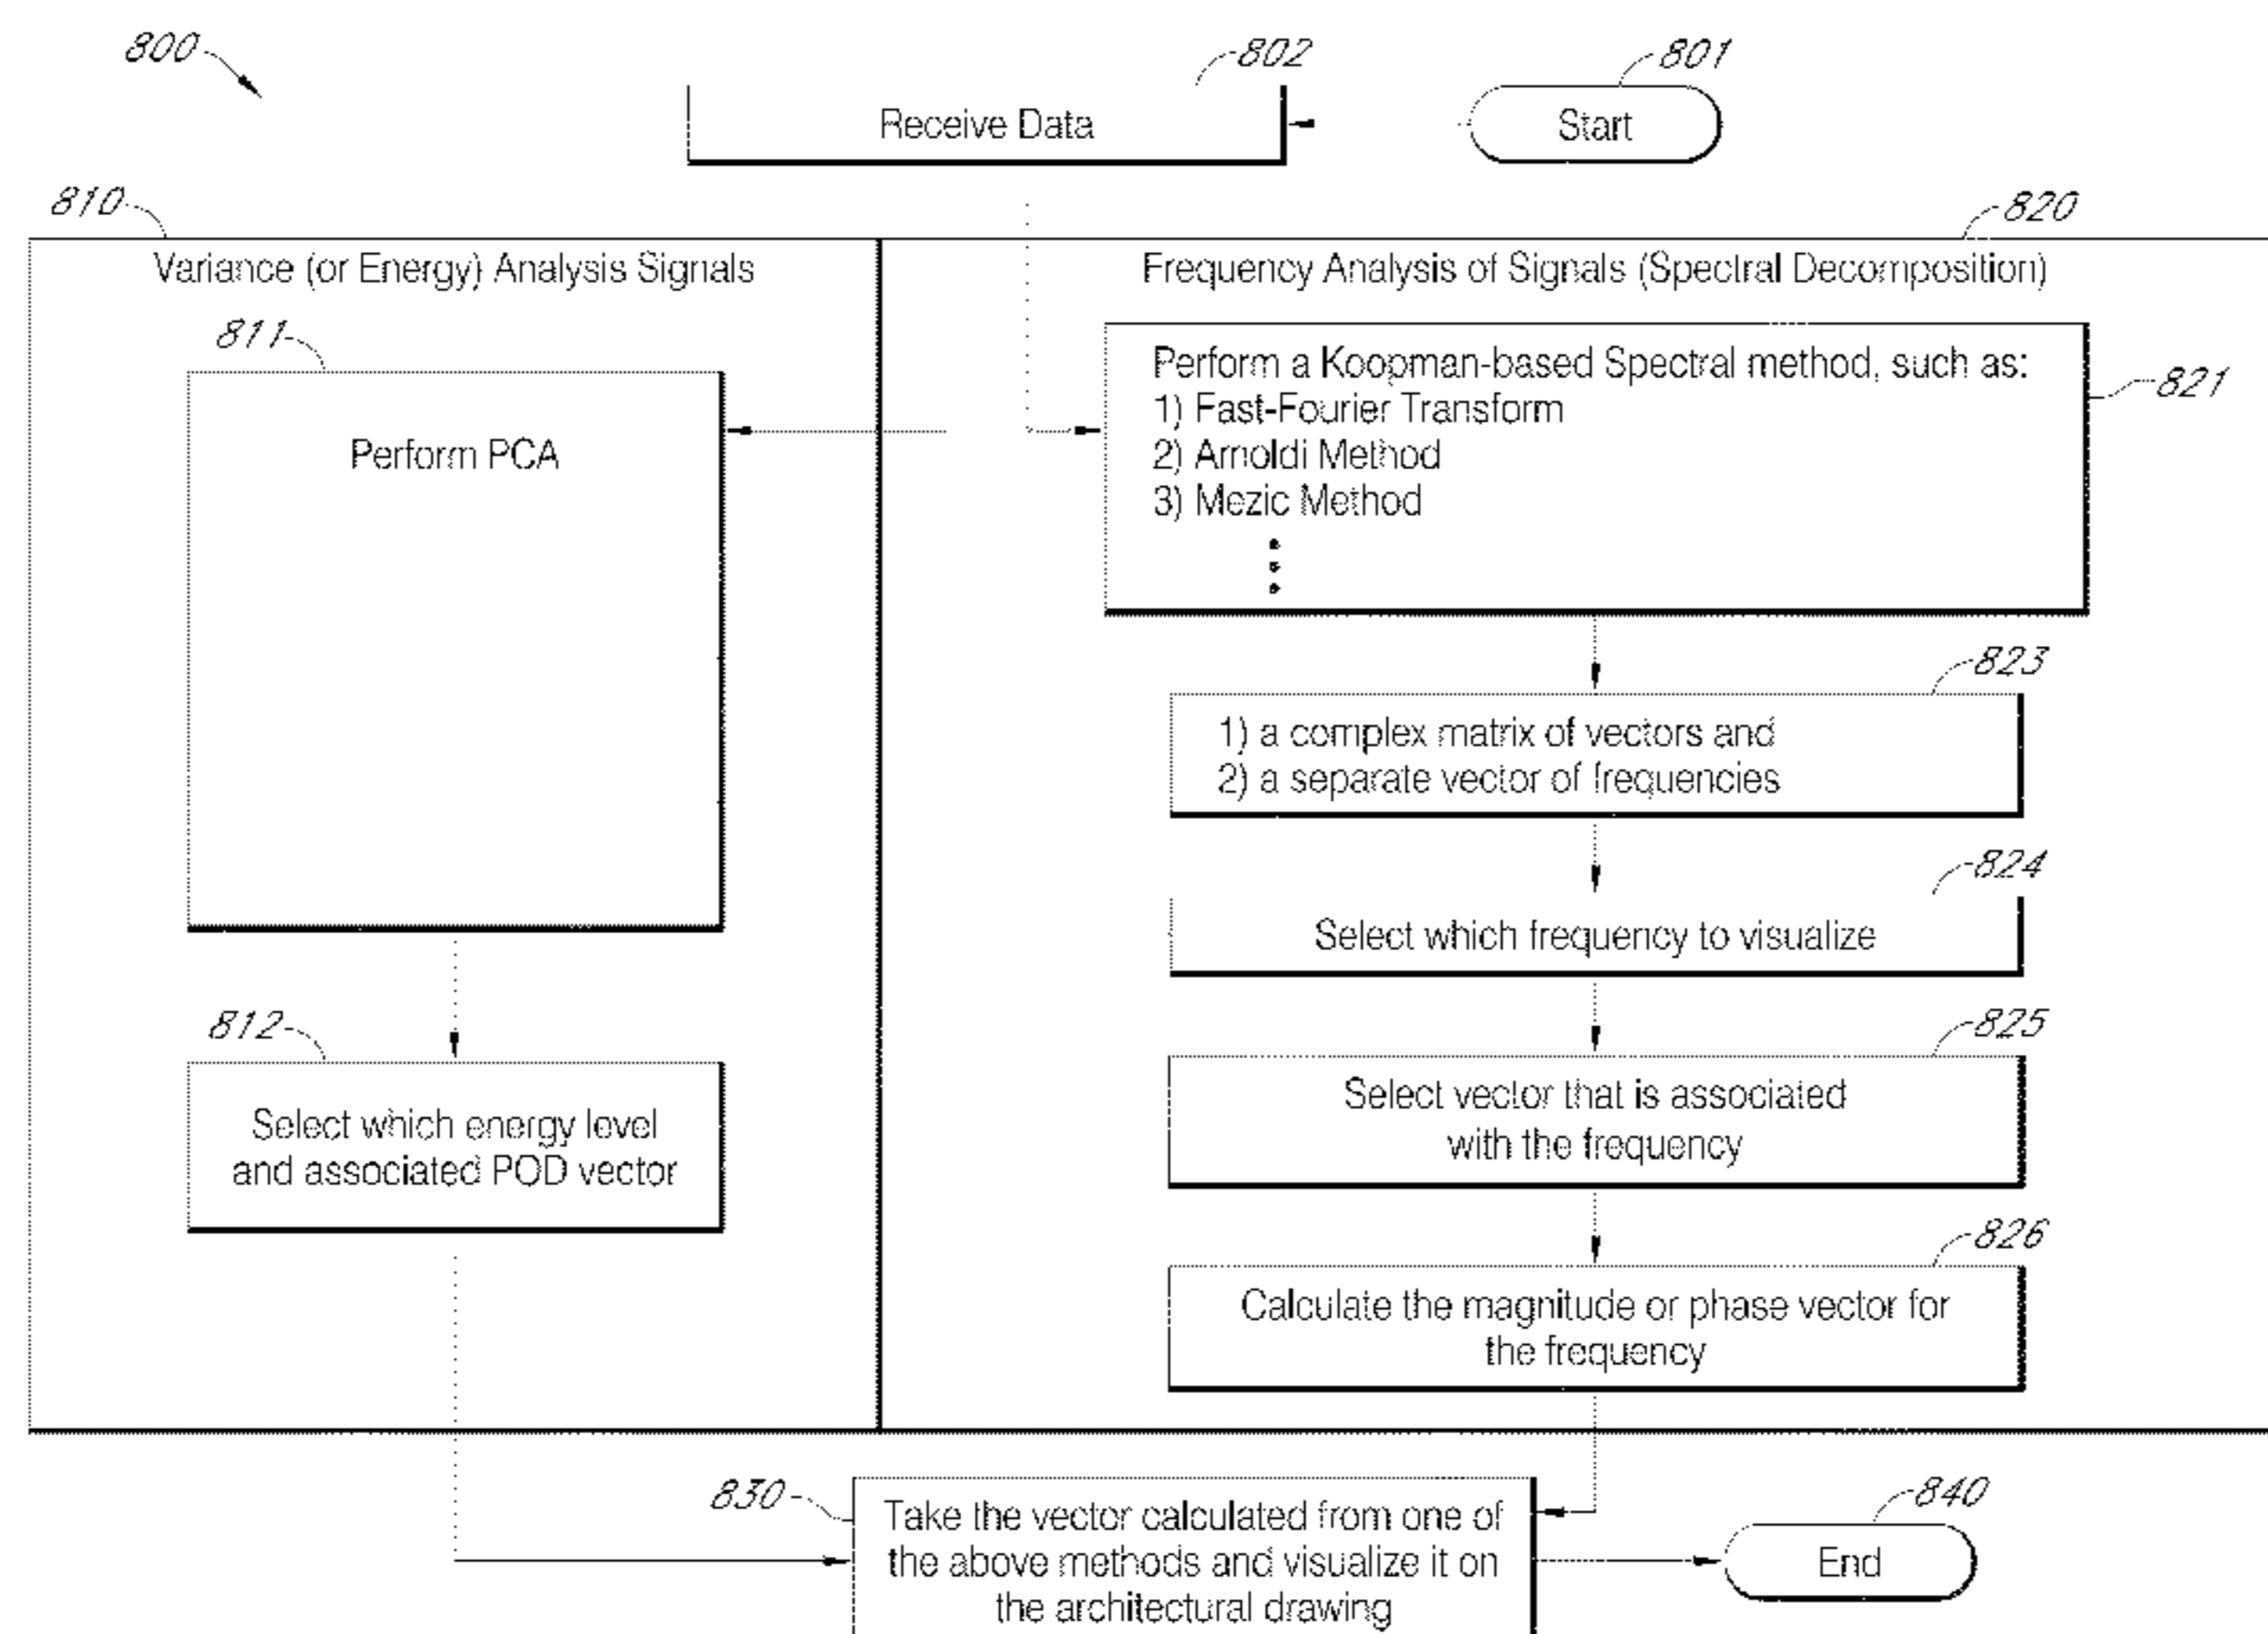 800
802
Receive Data
801
Start
810
Variance (or Energy) Analysis Signals
811
Perform PCA
812
Select which energy level
and associated POD vector
820
Frequency Analysis of Signals (Spectral Decomposition)
821
Perform a Koopman-based Spectral method, such as:
1) Fast-Fourier Transform
2) Arnoldi Method
3) Mezic Method
823
1) a complex matrix of vectors and
2) a separate vector of frequencies
824
Select which frequency to visualize
825
Select vector that is associated
with the frequency
826
Calculate the magnitude or phase vector for
the frequency
830
Take the vector calculated from one of
the above methods and visualize it on
the architectural drawing
840
End